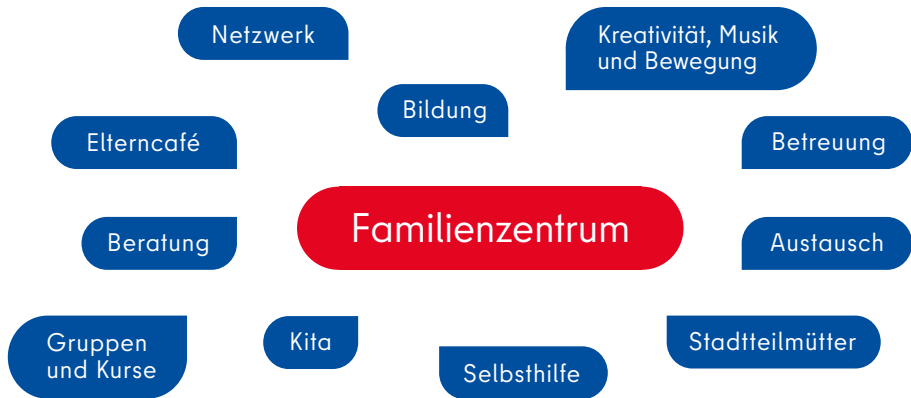 Netzwerk
Kreativität, Musik
und Bewegung
Bildung
Elterncafé
Betreuung
Familienzentrum
Beratung
Austausch
Gruppen
und Kurse
Kita
Selbsthilfe
Stadtteilmütter